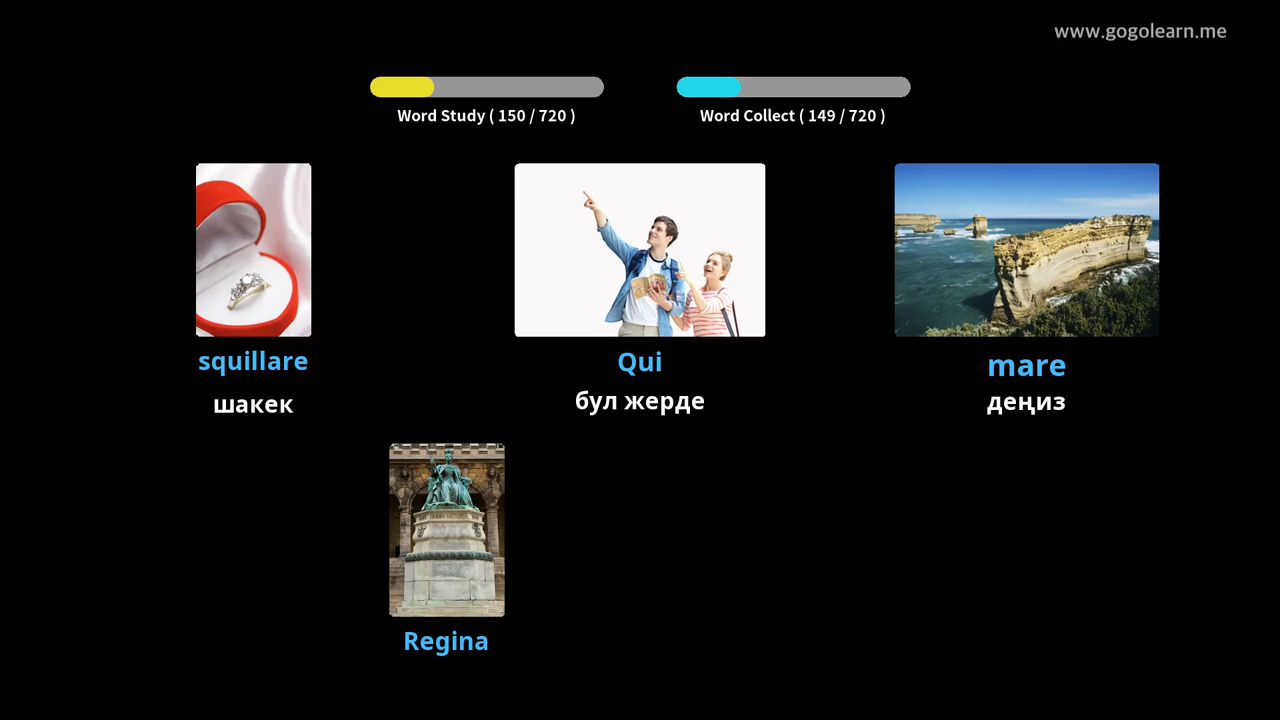 www.gogolearn.me
Word Study ( 150 / 720 )
Word Collect ( 149 / 720 )
squillare
шакек
Qui
бул жерде
mare
деңиз
Regina